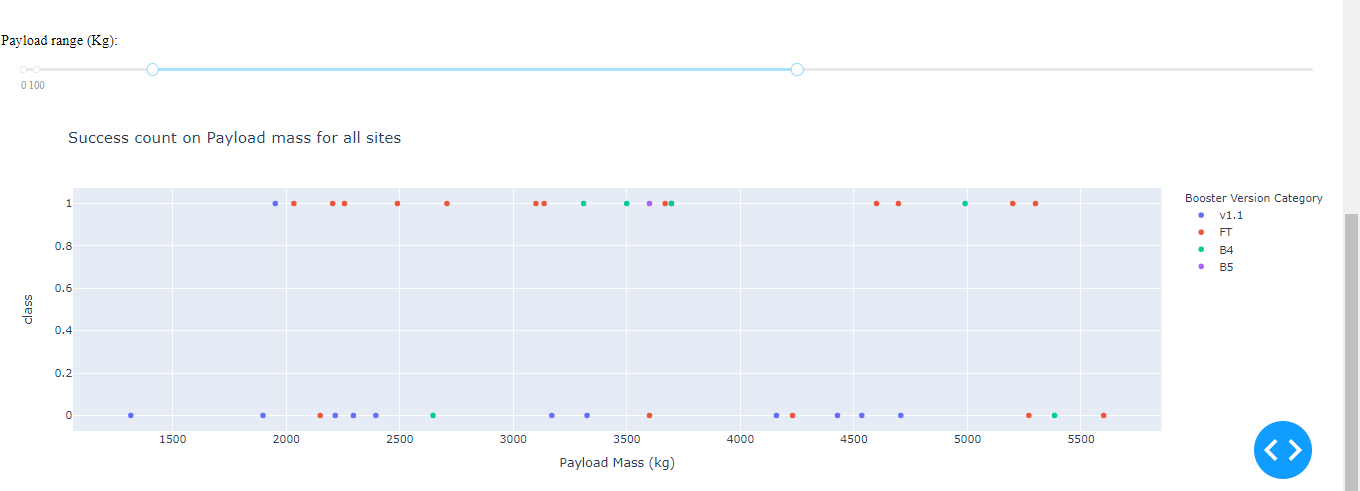 Payload range (Kg):
0 100
Success count on Payload mass for all sites
Booster Version Category
v1.1
FT
B4
B5
1
0.8
0.6
0.4
0.2
0
class
1500 2000 2500 3000 3500 4000 4500 5000 5500
Payload Mass (kg)